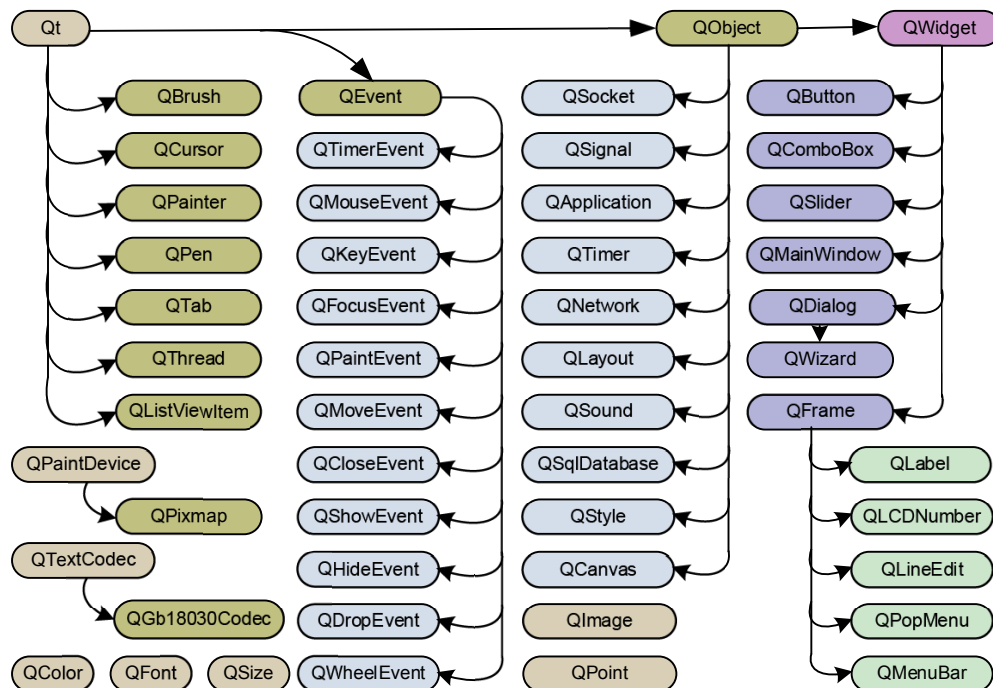 Qt
QObject
QWidget
QBrush
QEvent
QSocket
QButton
QCursor
QTimerEvent
QSignal
QComboBox
QPainter
QMouseEvent
QApplication
QSlider
QPen
QKeyEvent
QTimer
QMainWindow
QTab
QFocusEvent
QNetwork
QDialog
QThread
QPaintEvent
QLayout
QWizard
QListViewItem
QMoveEvent
QSound
QFrame
QPaintDevice
QCloseEvent
QSqlDatabase
QLabel
QPixmap
QShowEvent
QStyle
QLCDNumber
QTextCodec
QHideEvent
QCanvas
QLineEdit
QGb18030Codec
QDropEvent
QImage
QPopMenu
QColor
QFont
QSize
QWheelEvent
QPoint
QMenuBar